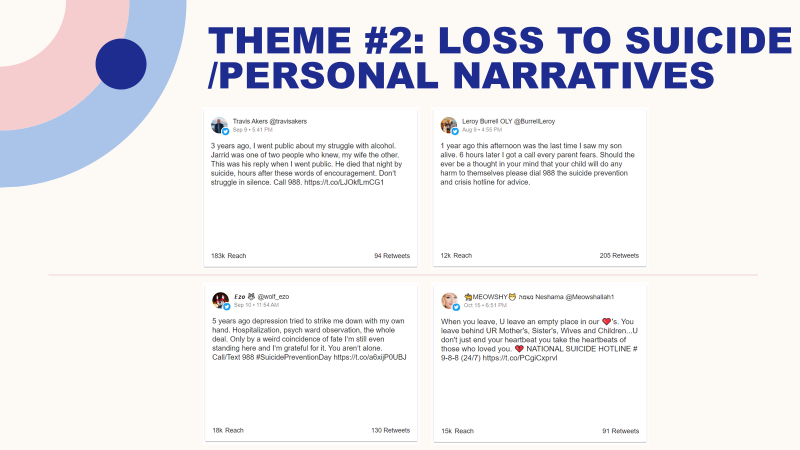 THEME #2: LOSS TO SUICIDE
/PERSONAL NARRATIVES
Travis Akers @travisakers
Sep 9 • 5:41 PM
3 years ago, I went public about my struggle with alcohol.
Jarrid was one of two people who knew, my wife the other.
This was his reply when I went public. He died that night by
suicide, hours after these words of encouragement. Don't
struggle in silence. Call 988. https://t.co/LJOkfLmCG1
183k Reach 94 Retweets
Leroy Burrell OLY @BurrellLeroy
Aug 9 • 4:55 PM
1 year ago this afternoon was the last time I saw my son
alive. 6 hours later I got a call every parent fears. Should the
ever be a thought in your mind that your child will do any
harm to themselves please dial 988 the suicide prevention
and crisis hotline for advice.
12k Reach 205 Retweets
Ezo 🐺 @wolf_ezo
Sep 10 • 11:54 AM
5 years ago depression tried to strike me down with my own
hand. Hospitalization, psych ward observation, the whole
deal. Only by a weird coincidence of fate I'm still even
standing here and I'm grateful for it. You aren't alone.
Call/Text 988 #SuicidePreventionDay https://t.co/a6xijP0UBJ
18k Reach 130 Retweets
MEOWSHY נשמה Neshama @Meowshallah1
Oct 15 • 6:51 PM
When you leave, U leave an empty place in our ❤'s. You
leave behind UR Mother's, Sister's, Wives and Children...U
don't just end your heartbeat you take the heartbeats of
those who loved you. ❤ NATIONAL SUICIDE HOTLINE #
9-8-8 (24/7) https://t.co/PCgiCxprvI
15k Reach 91 Retweets